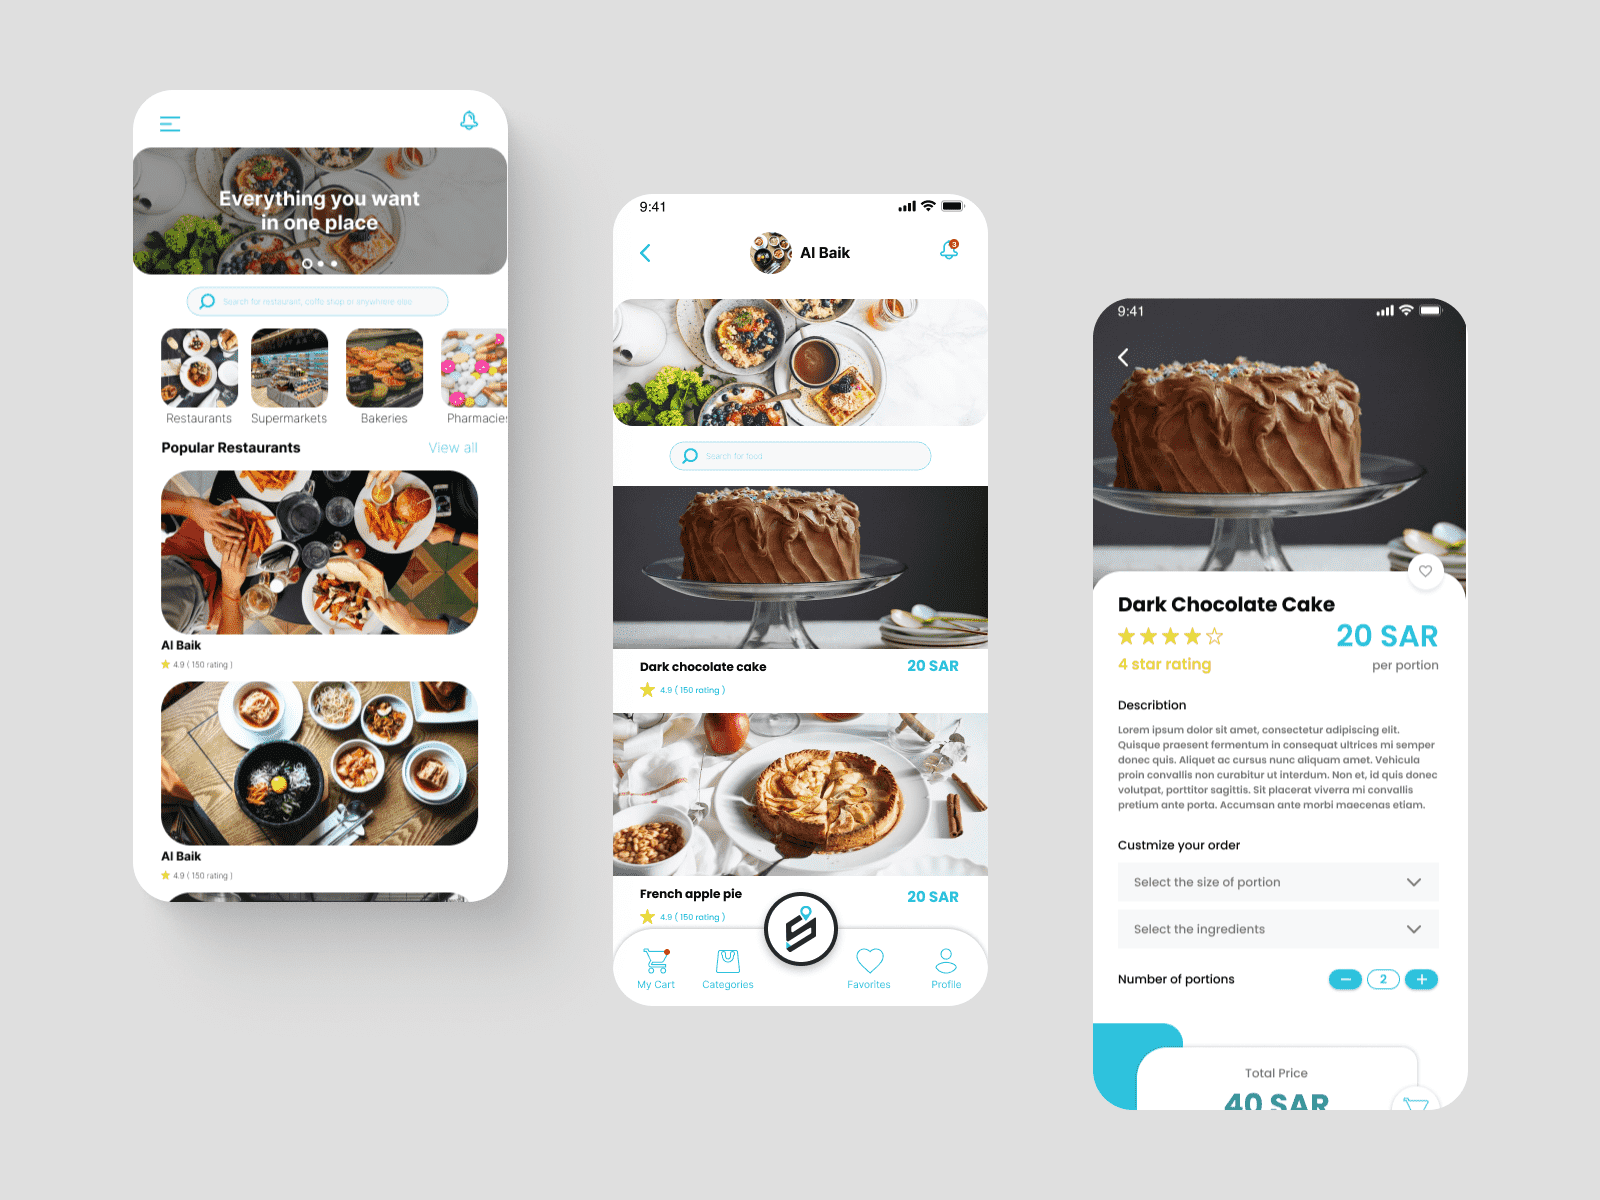 Everything you want
in one place
Search for restaurant, coffe shop or anywhere else
Restaurants
Supermarkets
Bakeries
Pharmacies
Popular Restaurants
View all
Al Baik
4.9 ( 150 rating )
Al Baik
4.9 ( 150 rating )
9:41
Al Baik
3
Search for food
Dark chocolate cake
20 SAR
4.9 ( 150 rating )
French apple pie
20 SAR
4.9 ( 150 rating )
My Cart
Categories
Favorites
Profile
9:41
Dark Chocolate Cake
20 SAR
4 star rating
per portion
Describtion
Lorem ipsum dolor sit amet, consectetur adipiscing elit.
Quisque praesent fermentum in consequat ultrices mi semper
donec quis. Aliquet ac cursus nunc aliquam amet. Vehicula
proin convallis non curabitur ut interdum. Non et, id quis donec
volutpat, porttitor sagittis. Sit placerat viverra mi convallis
pretium ante porta. Accumsan ante morbi maecenas etiam.
Custmize your order
Select the size of portion
Select the ingredients
Number of portions
2
Total Price
40 SAR